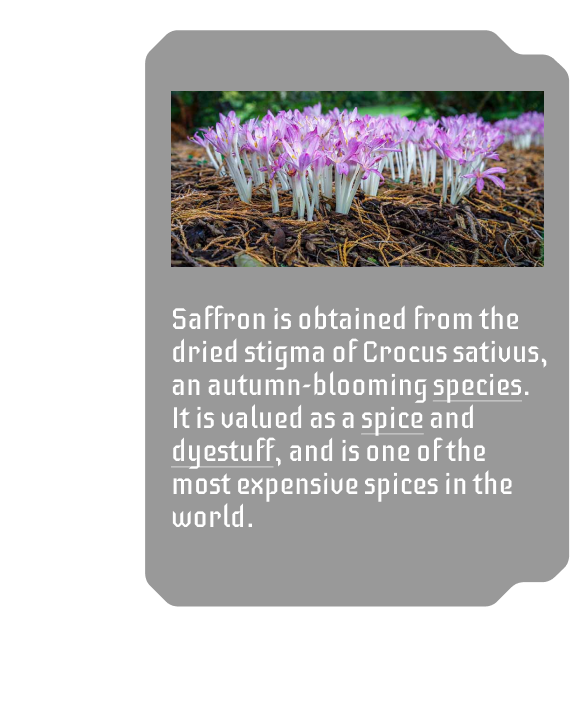 Saffron is obtained from the
dried stigma of Crocus sativus,
an autumn-blooming species.
It is valued as a spice and
dyestuff, and is one of the
most expensive spices in the
world.